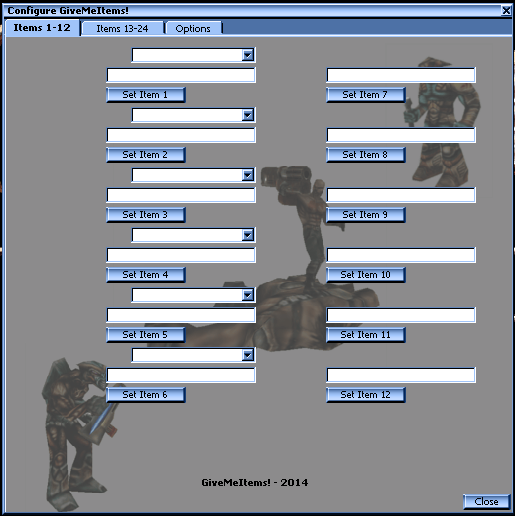 Configure GiveMeItems!
Items 1-12
Items 13-24
Options
Set Item 1
Set Item 7
Set Item 2
Set Item 8
Set Item 3
Set Item 9
Set Item 4
Set Item 10
Set Item 5
Set Item 11
Set Item 6
Set Item 12
GiveMeItems! - 2014
Close